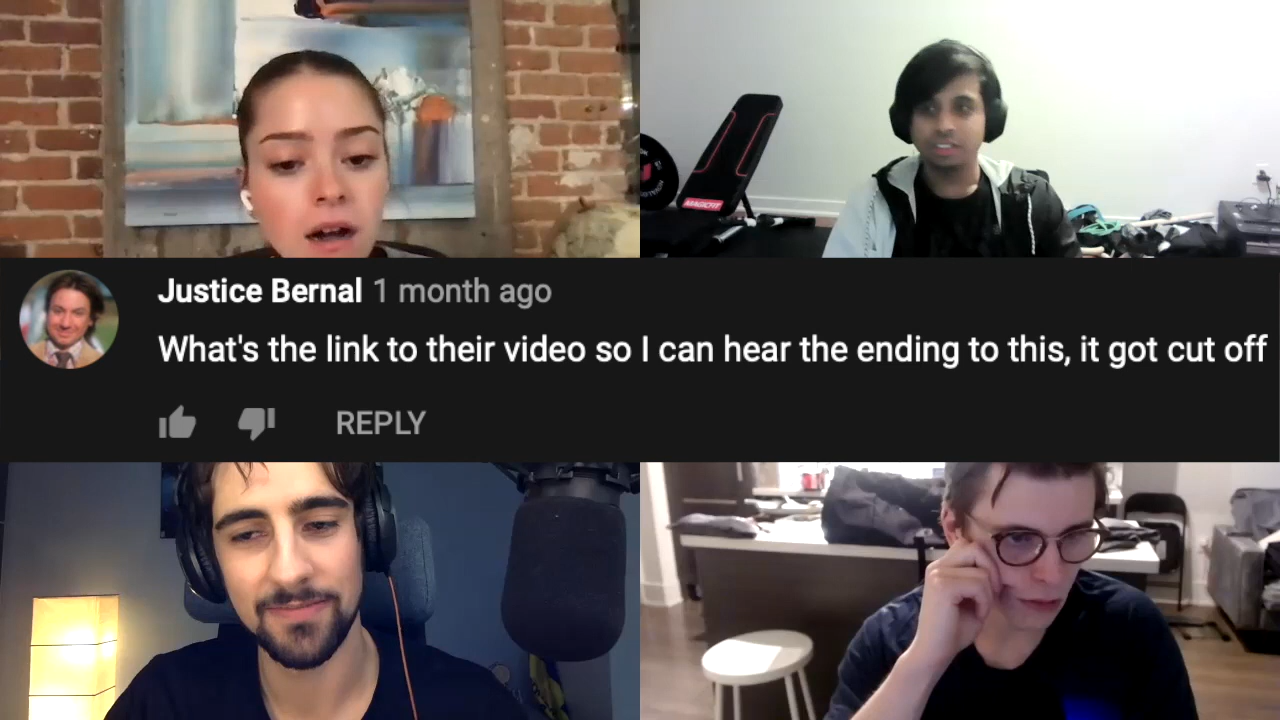 MAGICFIT
Justice Bernal 1 month ago
What's the link to their video so I can hear the ending to this, it got cut off
REPLY